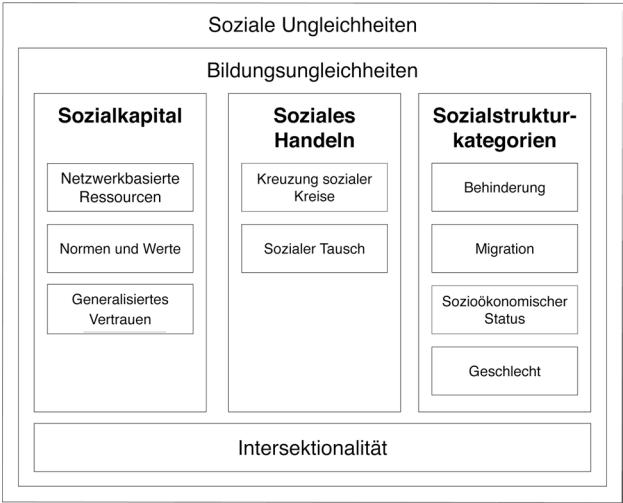 Soziale Ungleichheiten
Bildungsungleichheiten
Sozialkapital
Netzwerkbasierte
Ressourcen
Normen und Werte
Generalisiertes
Vertrauen
Soziales
Handeln
Kreuzung sozialer
Kreise
Sozialer Tausch
Sozialstruktur-
kategorien
Behinderung
Migration
Sozioökonomischer
Status
Geschlecht
Intersektionalität